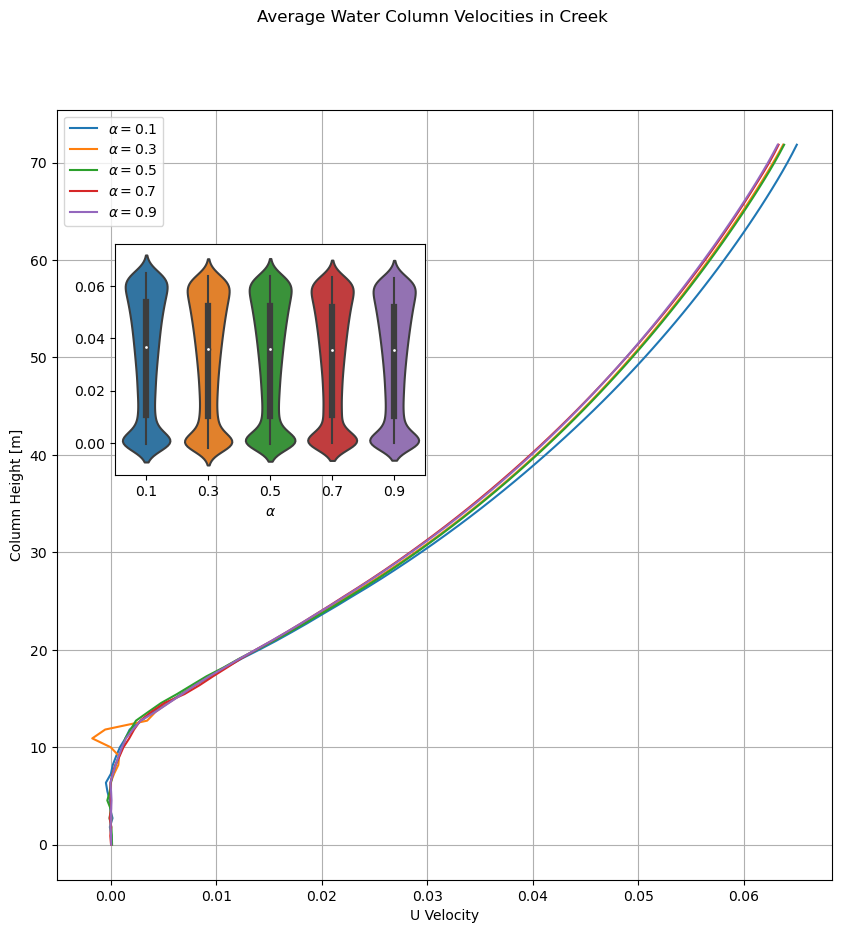 Average Water Column Velocities in Creek
α = 0.1
α = 0.3
α = 0.5
α = 0.7
α = 0.9
70
60
50
40
30
20
10
0
Column Height [m]
0.06
0.04
0.02
0.00
0.1 0.3 0.5 0.7 0.9
α
0.00 0.01 0.02 0.03 0.04 0.05 0.06
U Velocity